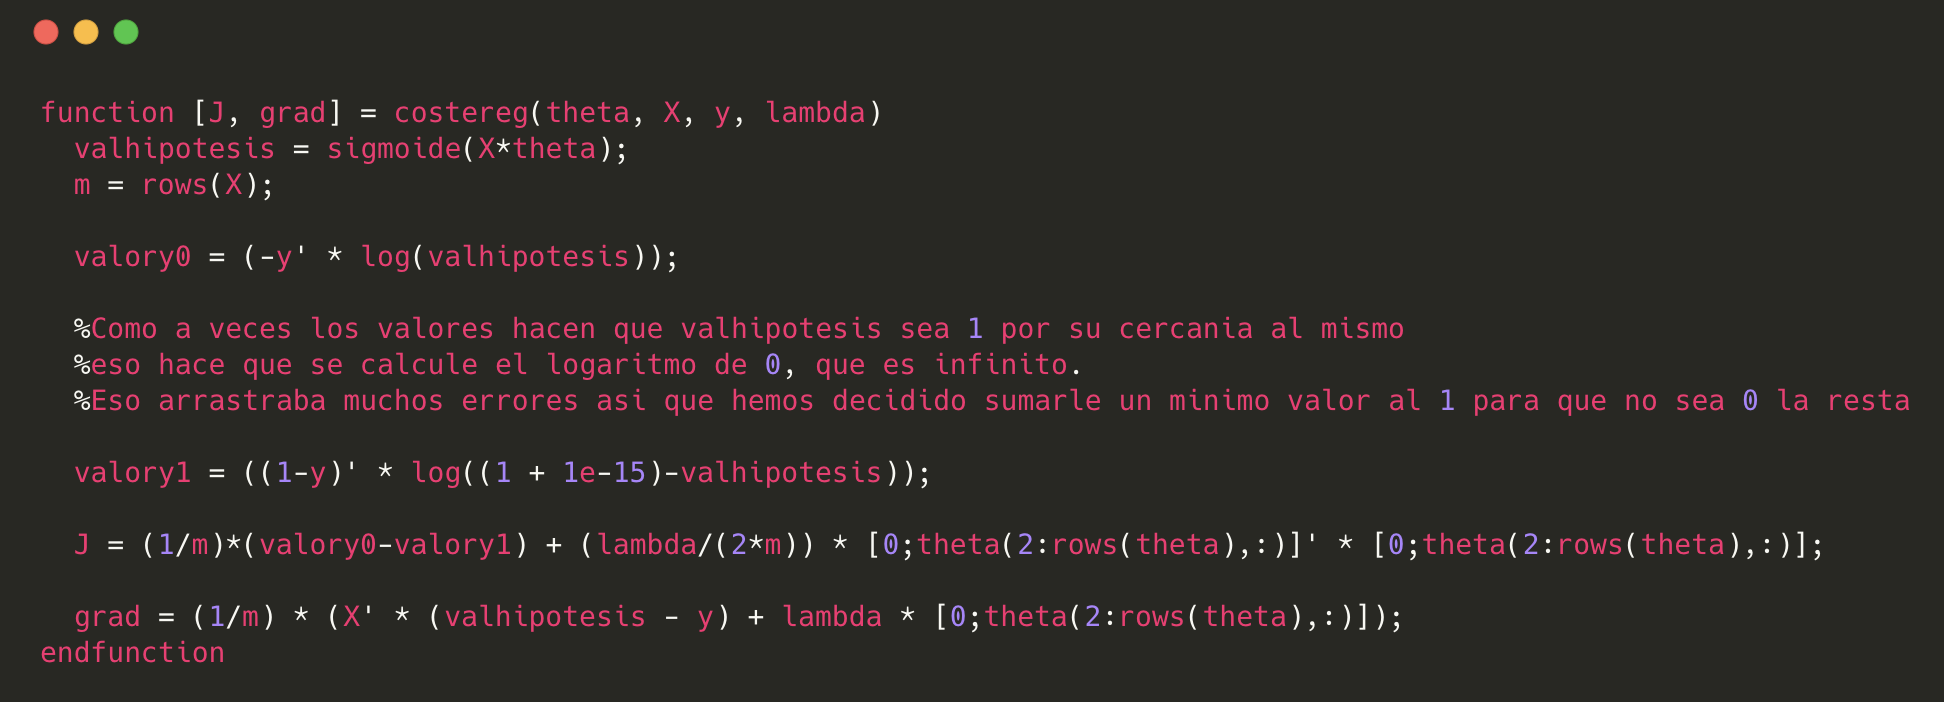 function [J, grad] = costereg(theta, X, y, lambda)
  valhipotesis = sigmoide(X*theta);
  m = rows(X);

  valory0 = (-y' * log(valhipotesis));

  %Como a veces los valores hacen que valhipotesis sea 1 por su cercania al mismo
  %eso hace que se calcule el logaritmo de 0, que es infinito.
  %Eso arrastraba muchos errores asi que hemos decidido sumarle un minimo valor al 1 para que no sea 0 la resta

  valory1 = ((1-y)' * log((1 + 1e-15)-valhipotesis));

  J = (1/m)*(valory0-valory1) + (lambda/(2*m)) * [0;theta(2:rows(theta),:)]' * [0;theta(2:rows(theta),:)];

  grad = (1/m) * (X' * (valhipotesis - y) + lambda * [0;theta(2:rows(theta),:)]);
endfunction